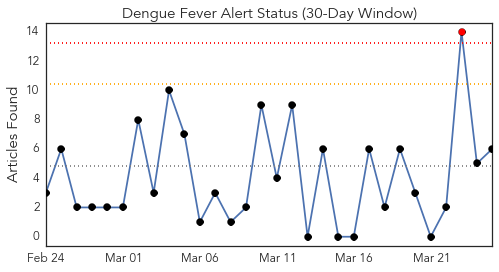 Dengue Fever Alert Status (30-Day Window)
Articles Found
14
12
10
8
6
4
2
0
Feb 24 Mar 01 Mar 06 Mar 11 Mar 16 Mar 21